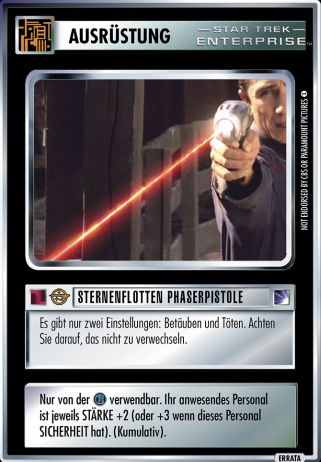 AUSRÜSTUNG
STAR TREK
ENTERPRISE™
NOT ENDORSED BY CBS OR PARAMOUNT PICTURES
STERNENFLOTTEN PHASERPISTOLE
Es gibt nur zwei Einstellungen: Betäuben und Töten. Achten
Sie darauf, das nicht zu verwechseln.
Nur von der verwendbar. Ihr anwesendes Personal
ist jeweils STÄRKE +2 (oder +3 wenn dieses Personal
SICHERHEIT hat). (Kumulativ).
ERRATA